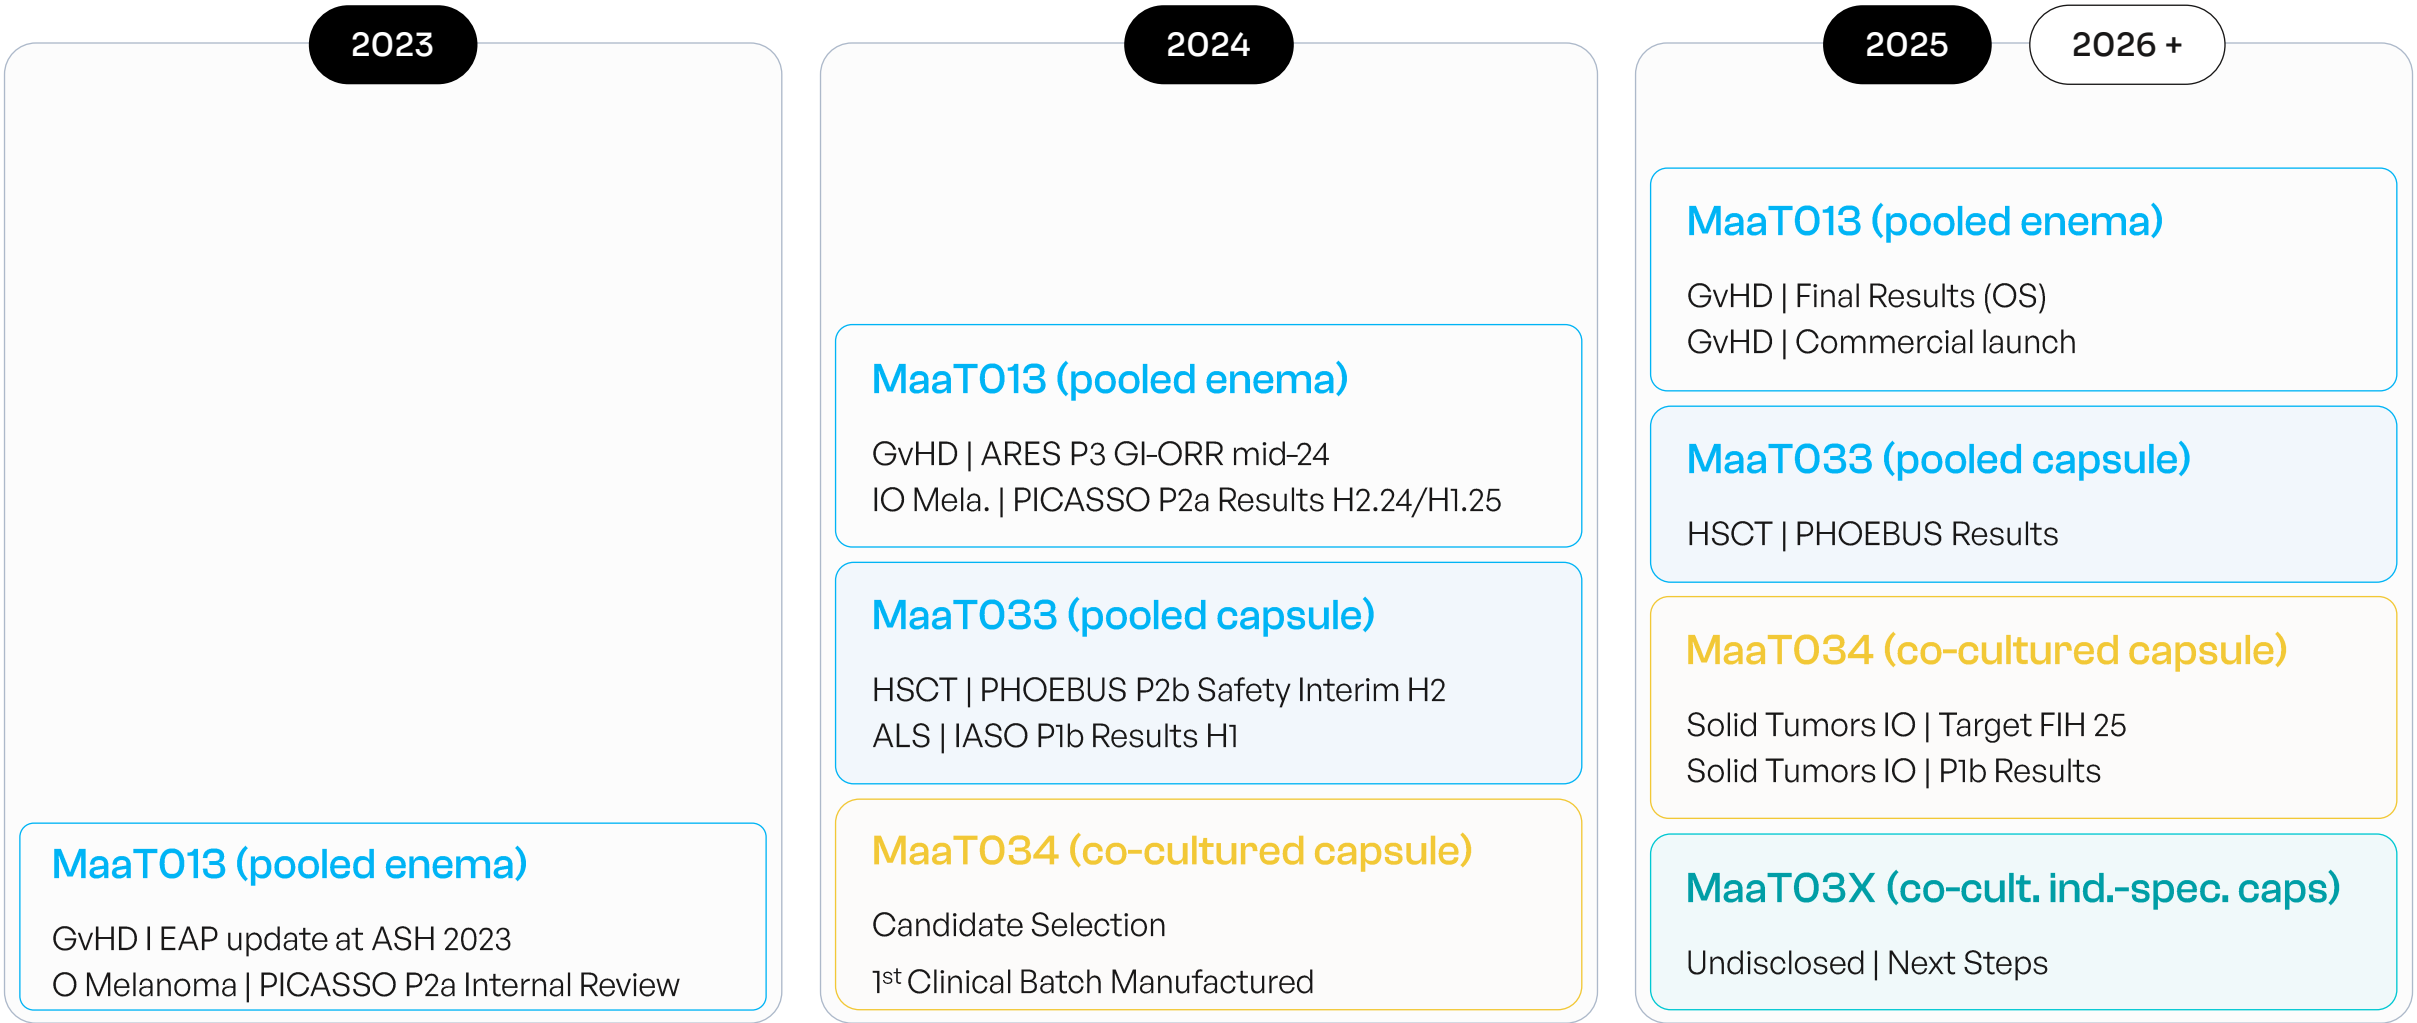 2023
MaaT013 (pooled enema)
GvHD I EAP update at ASH 2023
O Melanoma | PICASSO P2a Internal Review
2024
MaaT013 (pooled enema)
GvHD | ARES P3 GI-ORR mid-24
IO Mela. | PICASSO P2a Results H2.24/H1.25
MaaT033 (pooled capsule)
HSCT | PHOEBUS P2b Safety Interim H2
ALS | IASO P1b Results H1
MaaT034 (co-cultured capsule)
Candidate Selection
1st Clinical Batch Manufactured
2025
2026 +
MaaT013 (pooled enema)
GvHD | Final Results (OS)
GvHD | Commercial launch
MaaT033 (pooled capsule)
HSCT | PHOEBUS Results
MaaT034 (co-cultured capsule)
Solid Tumors IO | Target FIH 25
Solid Tumors IO | P1b Results
MaaT03X (co-cult. ind.-spec. caps)
Undisclosed | Next Steps